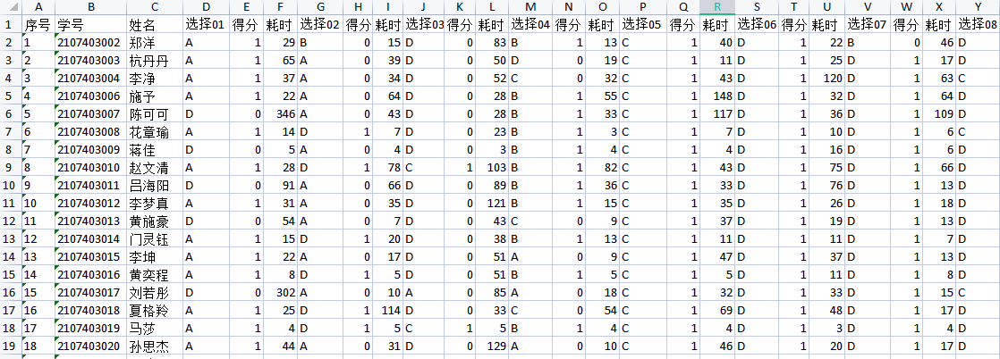 A B C D E F G H I J K L M N O P Q R S T U V W X Y
1 序号 学号 姓名 选择01 得分 耗时 选择02 得分 耗时 选择03 得分 耗时 选择04 得分 耗时 选择05 得分 耗时 选择06 得分 耗时 选择07 得分 耗时 选择08
2 1 2107403002 郑洋 A 1 29 B 0 15 D 0 83 B 1 13 C 1 40 D 1 22 B 0 46 D
3 2 2107403003 杭丹丹 A 1 65 A 0 39 D 0 50 D 0 19 C 1 11 D 1 25 D 1 17 D
4 3 2107403004 李净 A 1 37 A 0 34 D 0 52 C 0 32 C 1 43 D 1 120 D 1 63 C
5 4 2107403006 施予 A 1 22 A 0 64 D 0 28 B 1 55 C 1 148 D 1 32 D 1 64 D
6 5 2107403007 陈可可 D 0 346 A 0 43 D 0 28 B 1 33 C 1 117 D 1 36 D 1 109 D
7 6 2107403008 花章瑜 A 1 14 D 1 7 D 0 23 B 1 3 C 1 7 D 1 10 D 1 6 C
8 7 2107403009 蒋佳 D 0 5 A 0 4 D 0 3 B 1 4 C 1 4 D 1 16 D 1 6 D
9 8 2107403010 赵文清 A 1 28 D 1 78 C 1 103 B 1 82 C 1 43 D 1 75 D 1 66 D
10 9 2107403011 吕海阳 D 0 91 A 0 66 D 0 89 B 1 36 C 1 33 D 1 76 D 1 13 D
11 10 2107403012 李梦真 A 1 31 A 0 35 D 0 121 B 1 15 C 1 35 D 1 26 D 1 18 D
12 11 2107403013 黄施豪 D 0 54 A 0 7 D 0 43 C 0 9 C 1 37 D 1 19 D 1 13 D
13 12 2107403014 门灵钰 A 1 15 D 1 20 D 0 38 B 1 13 C 1 11 D 1 11 D 1 7 D
14 13 2107403015 李坤 A 1 22 A 0 17 D 0 51 A 0 9 C 1 47 D 1 37 D 1 13 D
15 14 2107403016 黄奕程 A 1 8 D 1 5 D 0 51 B 1 5 C 1 5 D 1 11 D 1 8 D
16 15 2107403017 刘若彤 D 0 302 A 0 10 A 0 85 A 0 18 C 1 32 D 1 33 D 1 15 C
17 16 2107403018 夏格羚 A 1 25 D 1 114 D 0 33 C 0 54 C 1 69 D 1 48 D 1 17 D
18 17 2107403019 马莎 A 1 4 D 1 5 C 1 5 B 1 4 C 1 4 D 1 3 D 1 4 D
19 18 2107403020 孙思杰 A 1 44 A 0 31 D 0 129 A 0 10 C 1 46 D 1 20 D 1 17 D